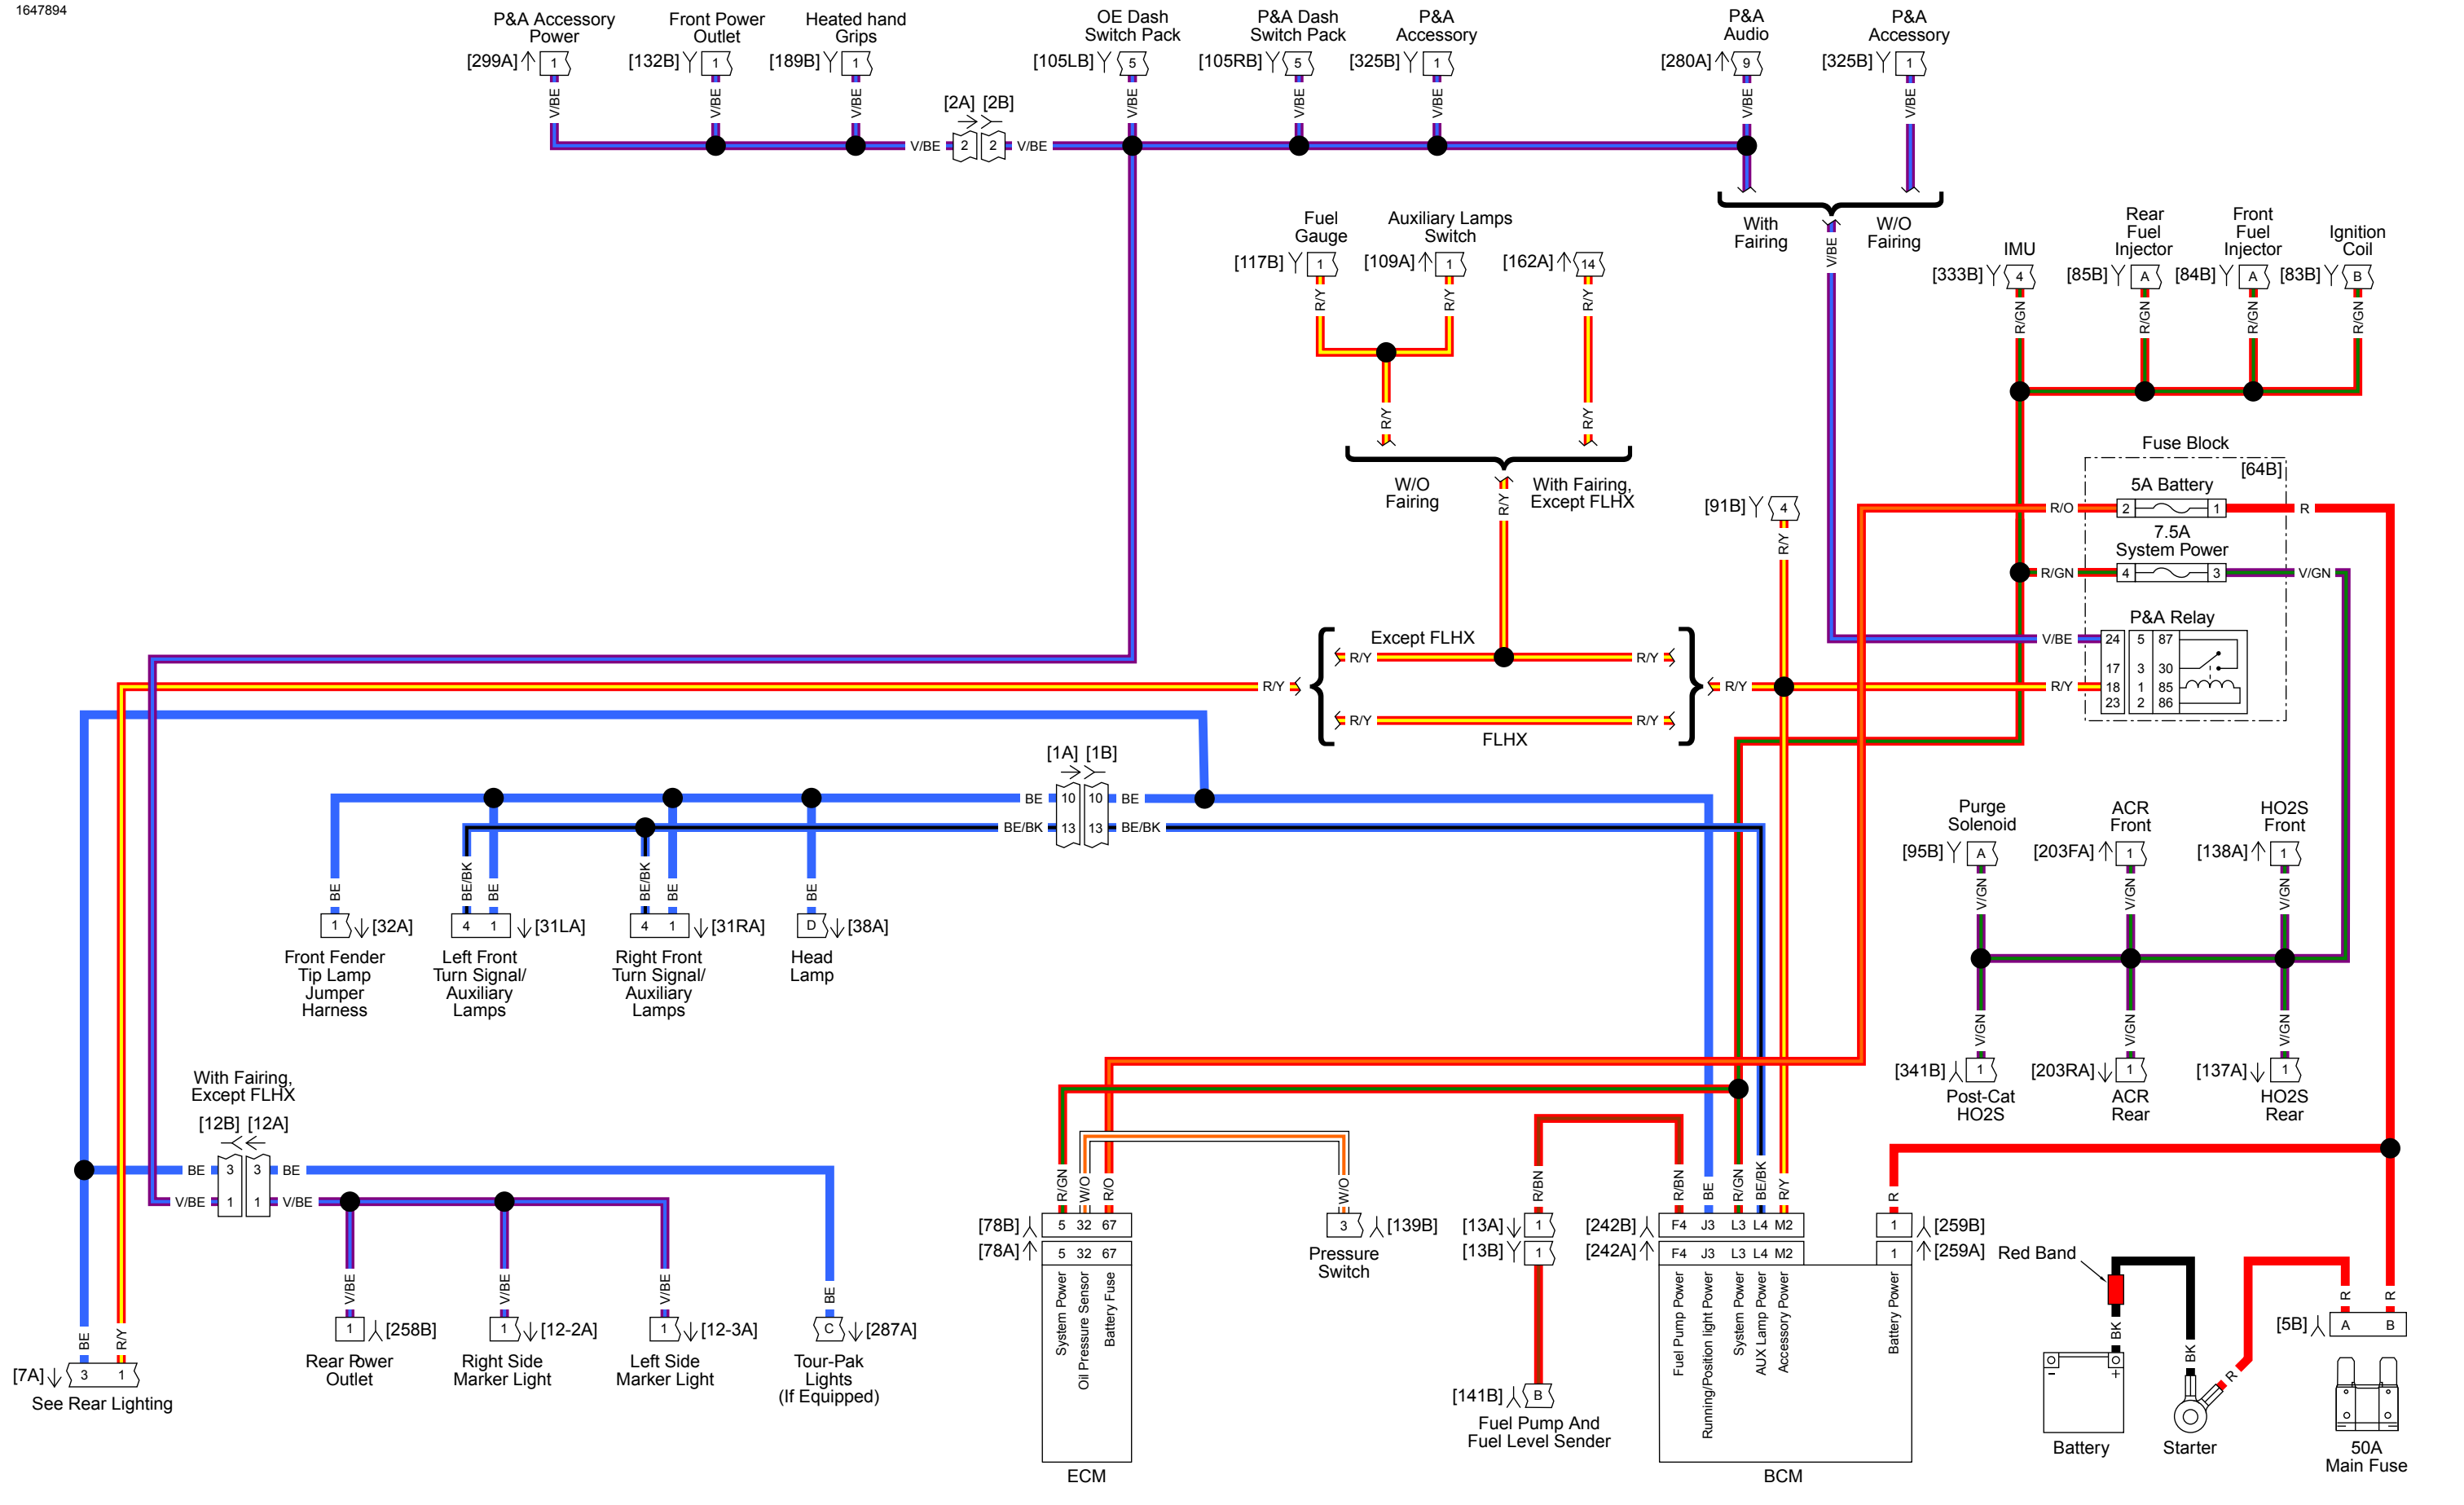 1647894
P&A Accessory
Power
[299A]
1
V/BE
Front Power
Outlet
[132B]
1
V/BE
Heated hand
Grips
[189B]
1
V/BE
V/BE
[2A] [2B]
2 2
V/BE
OE Dash
Switch Pack
[105LB]
5
V/BE
P&A Dash
Switch Pack
[105RB]
5
V/BE
P&A
Accessory
[325B]
1
V/BE
P&A
Audio
[280A]
9
V/BE
P&A
Accessory
[325B]
1
V/BE
With
Fairing
W/O
Fairing
V/BE
Fuel
Gauge
[117B]
1
R/Y
Auxiliary Lamps
Switch
[109A]
1
R/Y
[162A]
14
R/Y
R/Y
R/Y
W/O
Fairing
With Fairing,
Except FLHX
R/Y
IMU
[333B]
4
R/GN
Rear
Fuel
Injector
[85B]
A
R/GN
Front
Fuel
Injector
[84B]
A
R/GN
Ignition
Coil
[83B]
B
R/GN
Fuse Block
[64B]
5A Battery
R/O
2 1
R
7.5A
System Power
R/GN
4 3
V/GN
P&A Relay
V/BE
24 5 87
17 3 30
R/Y
18 1 85
23 2 86
[91B]
4
R/Y
Except FLHX
R/Y
R/Y
R/Y
R/Y
R/Y
R/Y
FLHX
[1A] [1B]
BE
10 10
BE
BE/BK
13 13
BE/BK
BE
BE/BK
BE
BE/BK
BE
BE
1
[32A]
4 1
[31LA]
4 1
[31RA]
D
[38A]
Front Fender
Tip Lamp
Jumper
Harness
Left Front
Turn Signal/
Auxiliary
Lamps
Right Front
Turn Signal/
Auxiliary
Lamps
Head
Lamp
Purge
Solenoid
[95B]
A
V/GN
ACR
Front
[203FA]
1
V/GN
HO2S
Front
[138A]
1
V/GN
V/GN
[341B]
1
Post-Cat
HO2S
V/GN
[203RA]
1
ACR
Rear
V/GN
[137A]
1
HO2S
Rear
With Fairing,
Except FLHX
[12B] [12A]
BE
3 3
BE
V/BE
1 1
V/BE
V/BE
1
[258B]
Rear Power
Outlet
V/BE
1
[12-2A]
Right Side
Marker Light
V/BE
1
[12-3A]
Left Side
Marker Light
BE
C
[287A]
Tour-Pak
Lights
(If Equipped)
BE
R/Y
[7A]
3 1
See Rear Lighting
R/GN
W/O
R/O
[78B]
5 32 67
[78A]
5 32 67
System Power
Oil Pressure Sensor
Battery Fuse
ECM
W/O
3
[139B]
Pressure
Switch
R/BN
[13A]
1
[13B]
1
[141B]
B
Fuel Pump And
Fuel Level Sender
R/BN
BE
R/GN
BE/BK
R/Y
[242B]
F4 J3 L3 L4 M2
[242A]
F4 J3 L3 L4 M2
Fuel Pump Power
Running/Position light Power
System Power
AUX Lamp Power
Accessory Power
R
1
[259B]
1
[259A]
Battery Power
BCM
Red Band
BK
BK
R
- +
Battery
Starter
R
R
[5B]
A B
50A
Main Fuse